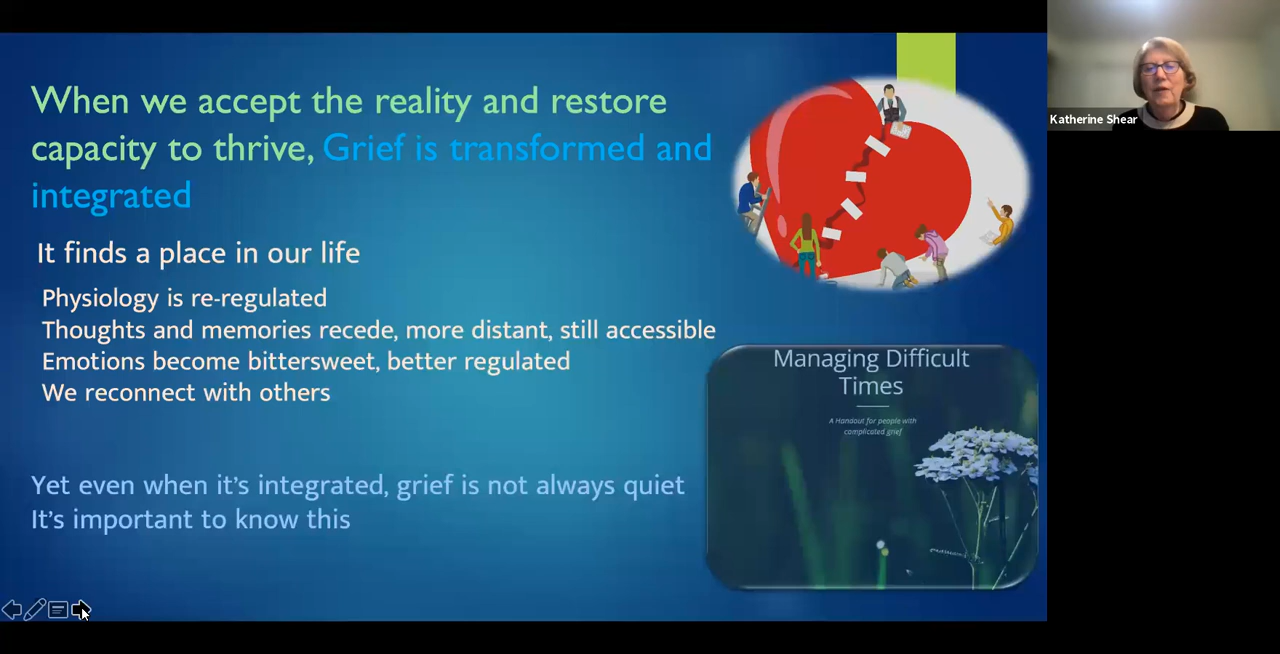 When we accept the reality and restore
capacity to thrive, Grief is transformed and
integrated
It finds a place in our life
Physiology is re-regulated
Thoughts and memories recede, more distant, still accessible
Emotions become bittersweet, better regulated
We reconnect with others
Yet even when it's integrated, grief is not always quiet
It's important to know this
Managing Difficult
Times
A Handout for people with
complicated grief
Katherine Shear